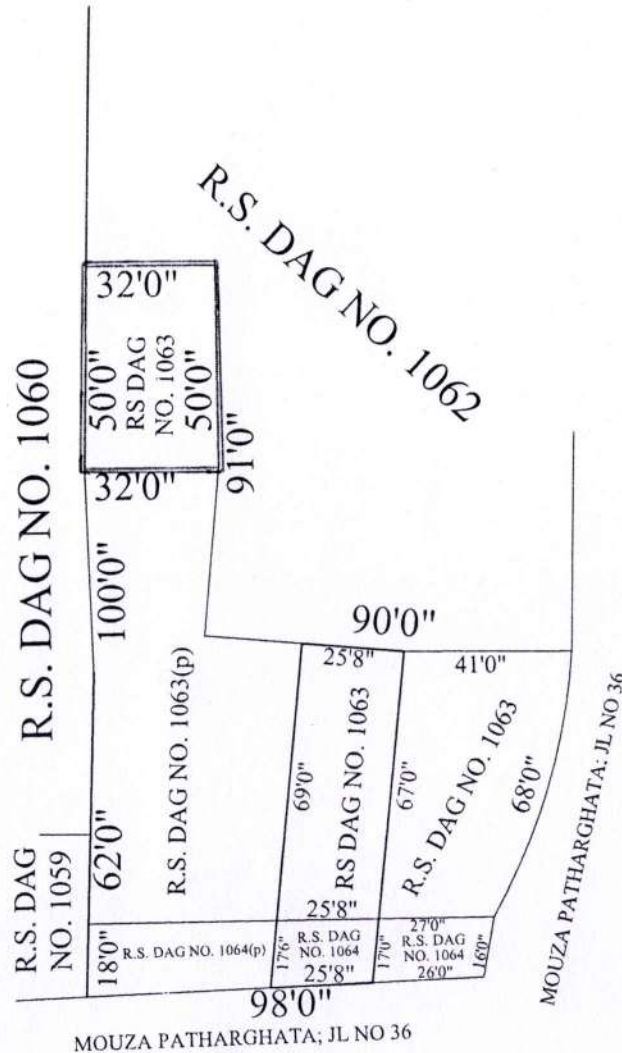 R.S. DAG NO. 1062
32'0"
50'0"
RS DAG
NO. 1063
50'0"
32'0"
91'0"
R.S. DAG NO. 1060
100'0"
90'0"
25'8"
41'0"
R.S. DAG NO. 1063(p)
69'0"
RS DAG NO. 1063
67'0"
R.S. DAG NO. 1063
68'0"
62'0"
R.S. DAG
NO. 1059
25'8"
27'0"
18'0"
R.S. DAG NO. 1064(p)
17'6"
R.S. DAG
NO. 1064
25'8"
17'0"
R.S. DAG
NO. 1064
26'0"
16'0"
98'0"
MOUZA PATHARGHATA; JL NO 36
MOUZA PATHARGHATA; JL NO 36